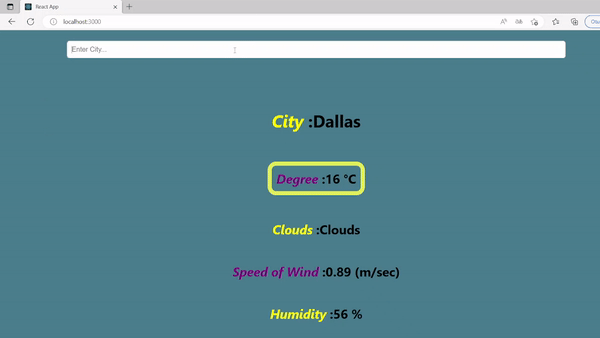 React App
localhost:3000
Enter City...
City :Dallas
Degree :16 °C
Clouds :Clouds
Speed of Wind :0.89 (m/sec)
Humidity :56 %